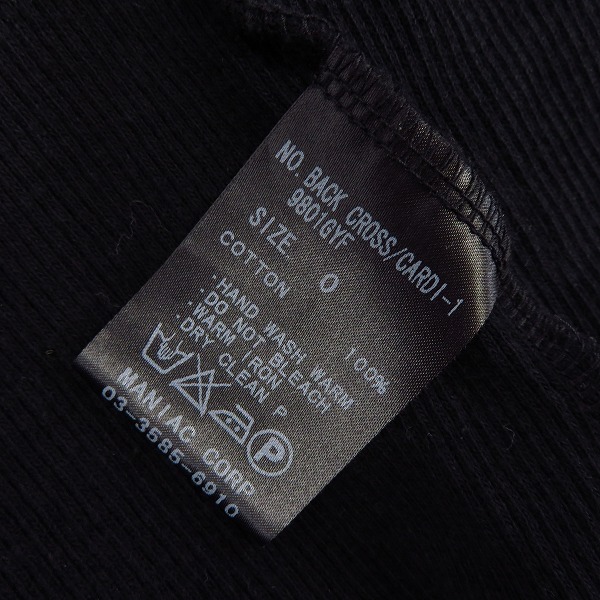 NO. BACK CROSS/CARDI-1
9801GYF
SIZE 0
COTTON 100%
・HAND WASH WARM
・DO NOT BLEACH
・WARM IRON
・DRY CLEAN P
P
MANIAC CORP
03-3585-6910